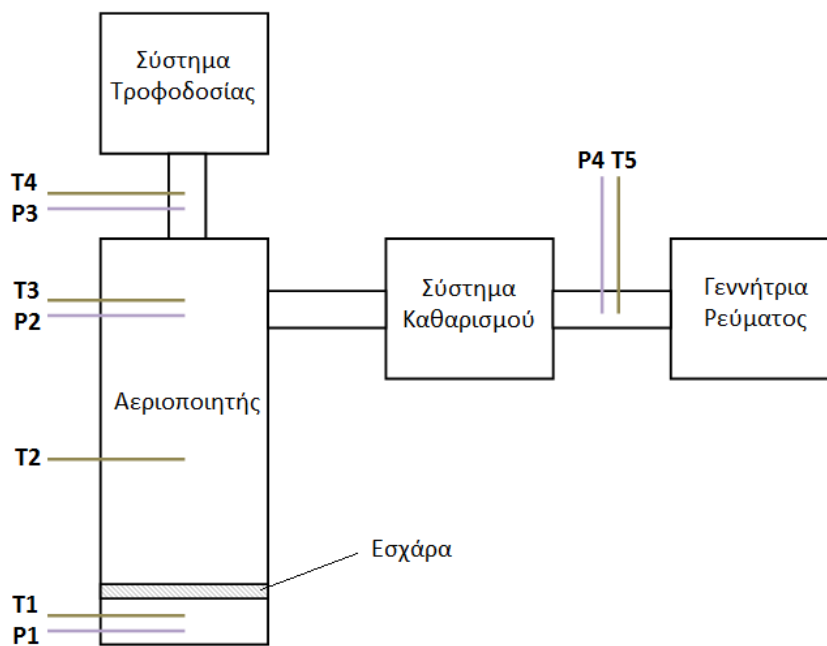 Σύστημα
Τροφοδοσίας
T4
P3
P4 T5
T3
P2
Σύστημα
Καθαρισμού
Γεννήτρια
Ρεύματος
Αεριοποιητής
T2
Εσχάρα
T1
P1